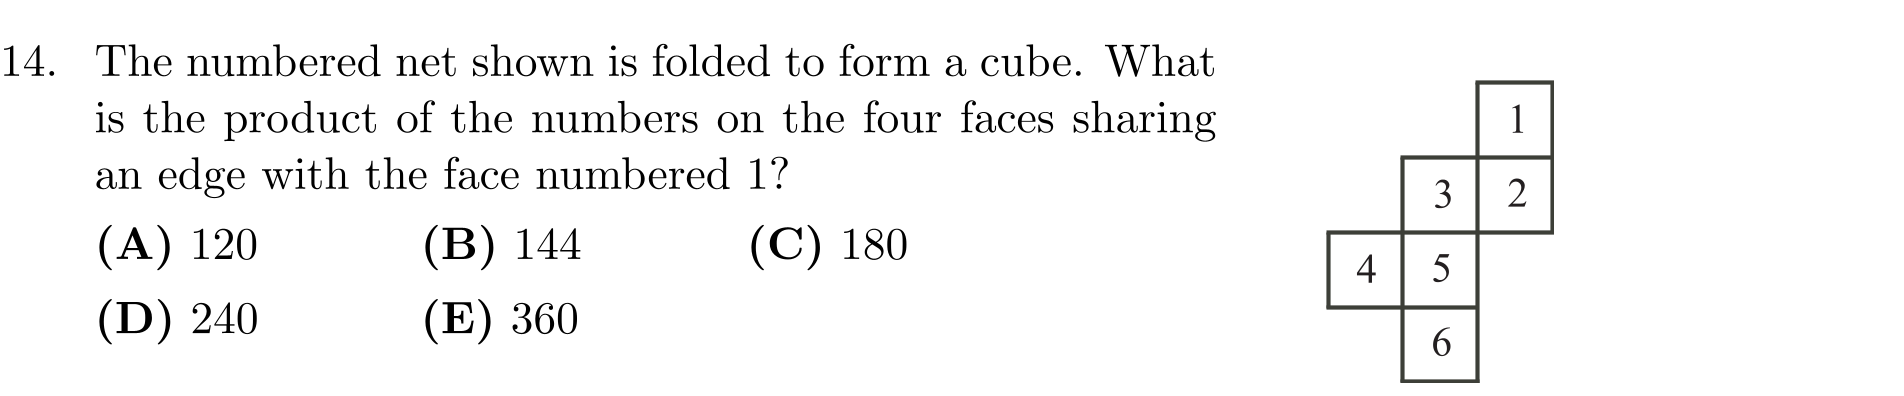 14. The numbered net shown is folded to form a cube. What
is the product of the numbers on the four faces sharing
an edge with the face numbered 1?
(A) 120 (B) 144 (C) 180
(D) 240 (E) 360
1
3 2
4 5
6